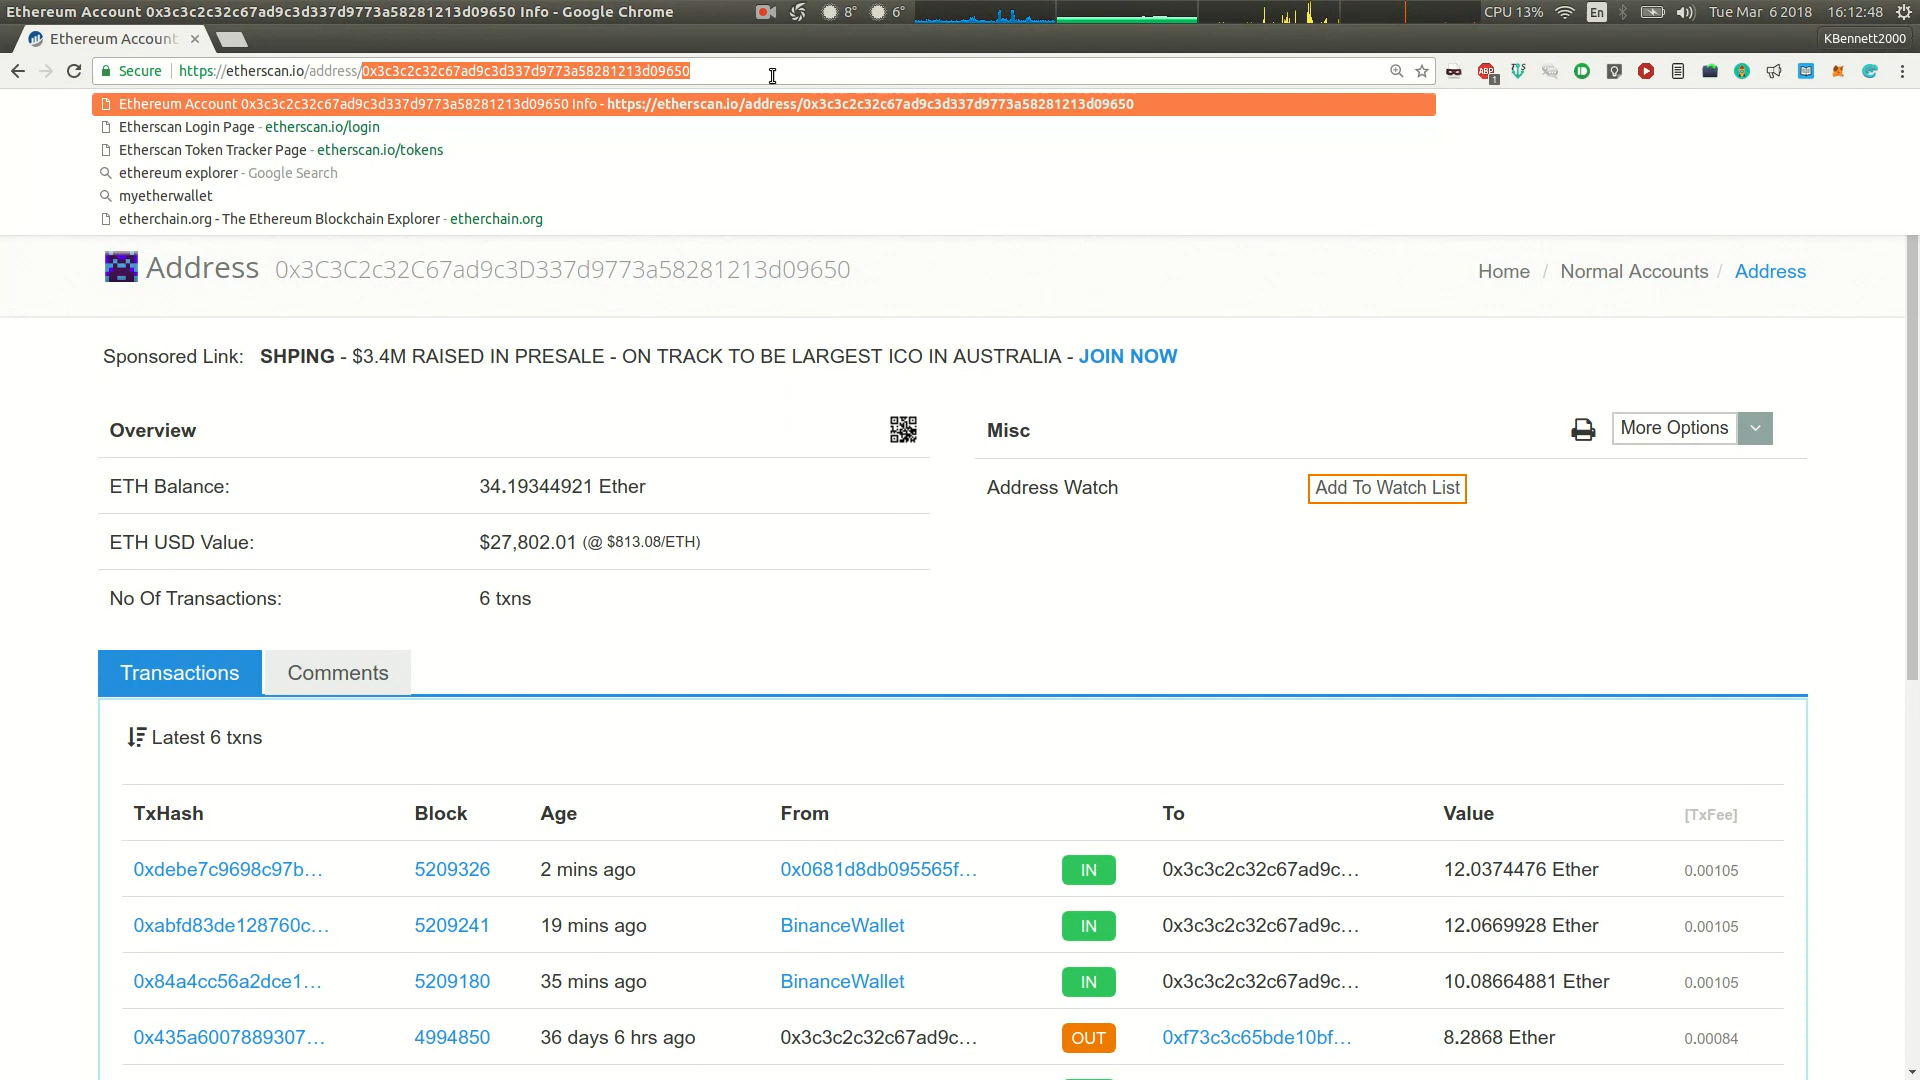 Ethereum Account 0x3c3c2c32c67ad9c3d337d9773a58281213d09650 Info - Google Chrome 8° 6° CPU 13% En Tue Mar 6 2018 16:12:48
Ethereum Account KBennett2000
Secure https://etherscan.io/address/0x3c3c2c32c67ad9c3d337d9773a58281213d09650 ABP 1
Ethereum Account 0x3c3c2c32c67ad9c3d337d9773a58281213d09650 Info - https://etherscan.io/address/0x3c3c2c32c67ad9c3d337d9773a58281213d09650
Etherscan Login Page - etherscan.io/login
Etherscan Token Tracker Page - etherscan.io/tokens
ethereum explorer - Google Search
myetherwallet
etherchain.org - The Ethereum Blockchain Explorer - etherchain.org
Address 0x3C3C2c32C67ad9c3D337d9773a58281213d09650 Home / Normal Accounts / Address
Sponsored Link: SHPING - $3.4M RAISED IN PRESALE - ON TRACK TO BE LARGEST ICO IN AUSTRALIA - JOIN NOW
Overview Misc More Options
ETH Balance: 34.19344921 Ether Address Watch Add To Watch List
ETH USD Value: $27,802.01 (@ $813.08/ETH)
No Of Transactions: 6 txns
Transactions Comments
Latest 6 txns
TxHash Block Age From To Value [TxFee]
0xdebe7c9698c97b... 5209326 2 mins ago 0x0681d8db095565f... IN 0x3c3c2c32c67ad9c... 12.0374476 Ether 0.00105
0xabfd83de128760c... 5209241 19 mins ago BinanceWallet IN 0x3c3c2c32c67ad9c... 12.0669928 Ether 0.00105
0x84a4cc56a2dce1... 5209180 35 mins ago BinanceWallet IN 0x3c3c2c32c67ad9c... 10.08664881 Ether 0.00105
0x435a6007889307... 4994850 36 days 6 hrs ago 0x3c3c2c32c67ad9c... OUT 0xf73c3c65bde10bf... 8.2868 Ether 0.00084